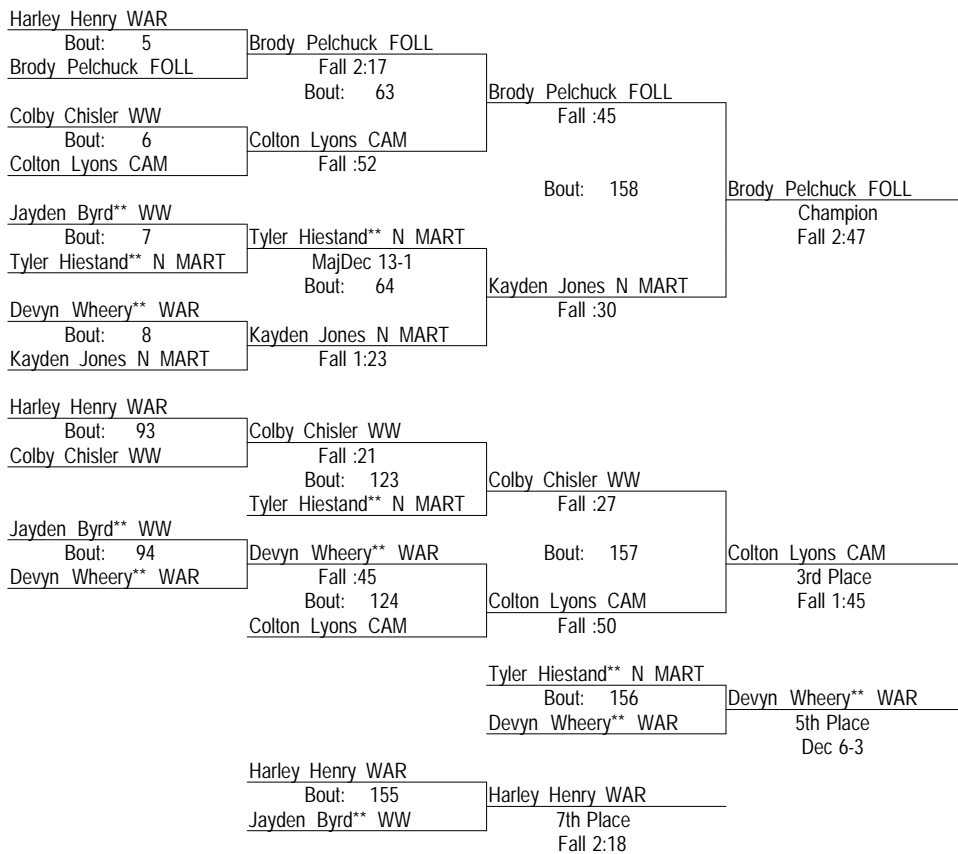 Harley Henry WAR
Bout: 5
Brody Pelchuck FOLL
Brody Pelchuck FOLL
Fall 2:17
Bout: 63
Colby Chisler WW
Bout: 6
Colton Lyons CAM
Colton Lyons CAM
Fall :52
Brody Pelchuck FOLL
Fall :45
Jayden Byrd** WW
Bout: 7
Tyler Hiestand** N MART
Tyler Hiestand** N MART
MajDec 13-1
Bout: 64
Devyn Wheery** WAR
Bout: 8
Kayden Jones N MART
Kayden Jones N MART
Fall 1:23
Kayden Jones N MART
Fall :30
Bout: 158
Brody Pelchuck FOLL
Champion
Fall 2:47
Harley Henry WAR
Bout: 93
Colby Chisler WW
Colby Chisler WW
Fall :21
Bout: 123
Tyler Hiestand** N MART
Colby Chisler WW
Fall :27
Jayden Byrd** WW
Bout: 94
Devyn Wheery** WAR
Devyn Wheery** WAR
Fall :45
Bout: 124
Colton Lyons CAM
Colton Lyons CAM
Fall :50
Bout: 157
Colton Lyons CAM
3rd Place
Fall 1:45
Tyler Hiestand** N MART
Bout: 156
Devyn Wheery** WAR
Devyn Wheery** WAR
5th Place
Dec 6-3
Harley Henry WAR
Bout: 155
Jayden Byrd** WW
Harley Henry WAR
7th Place
Fall 2:18